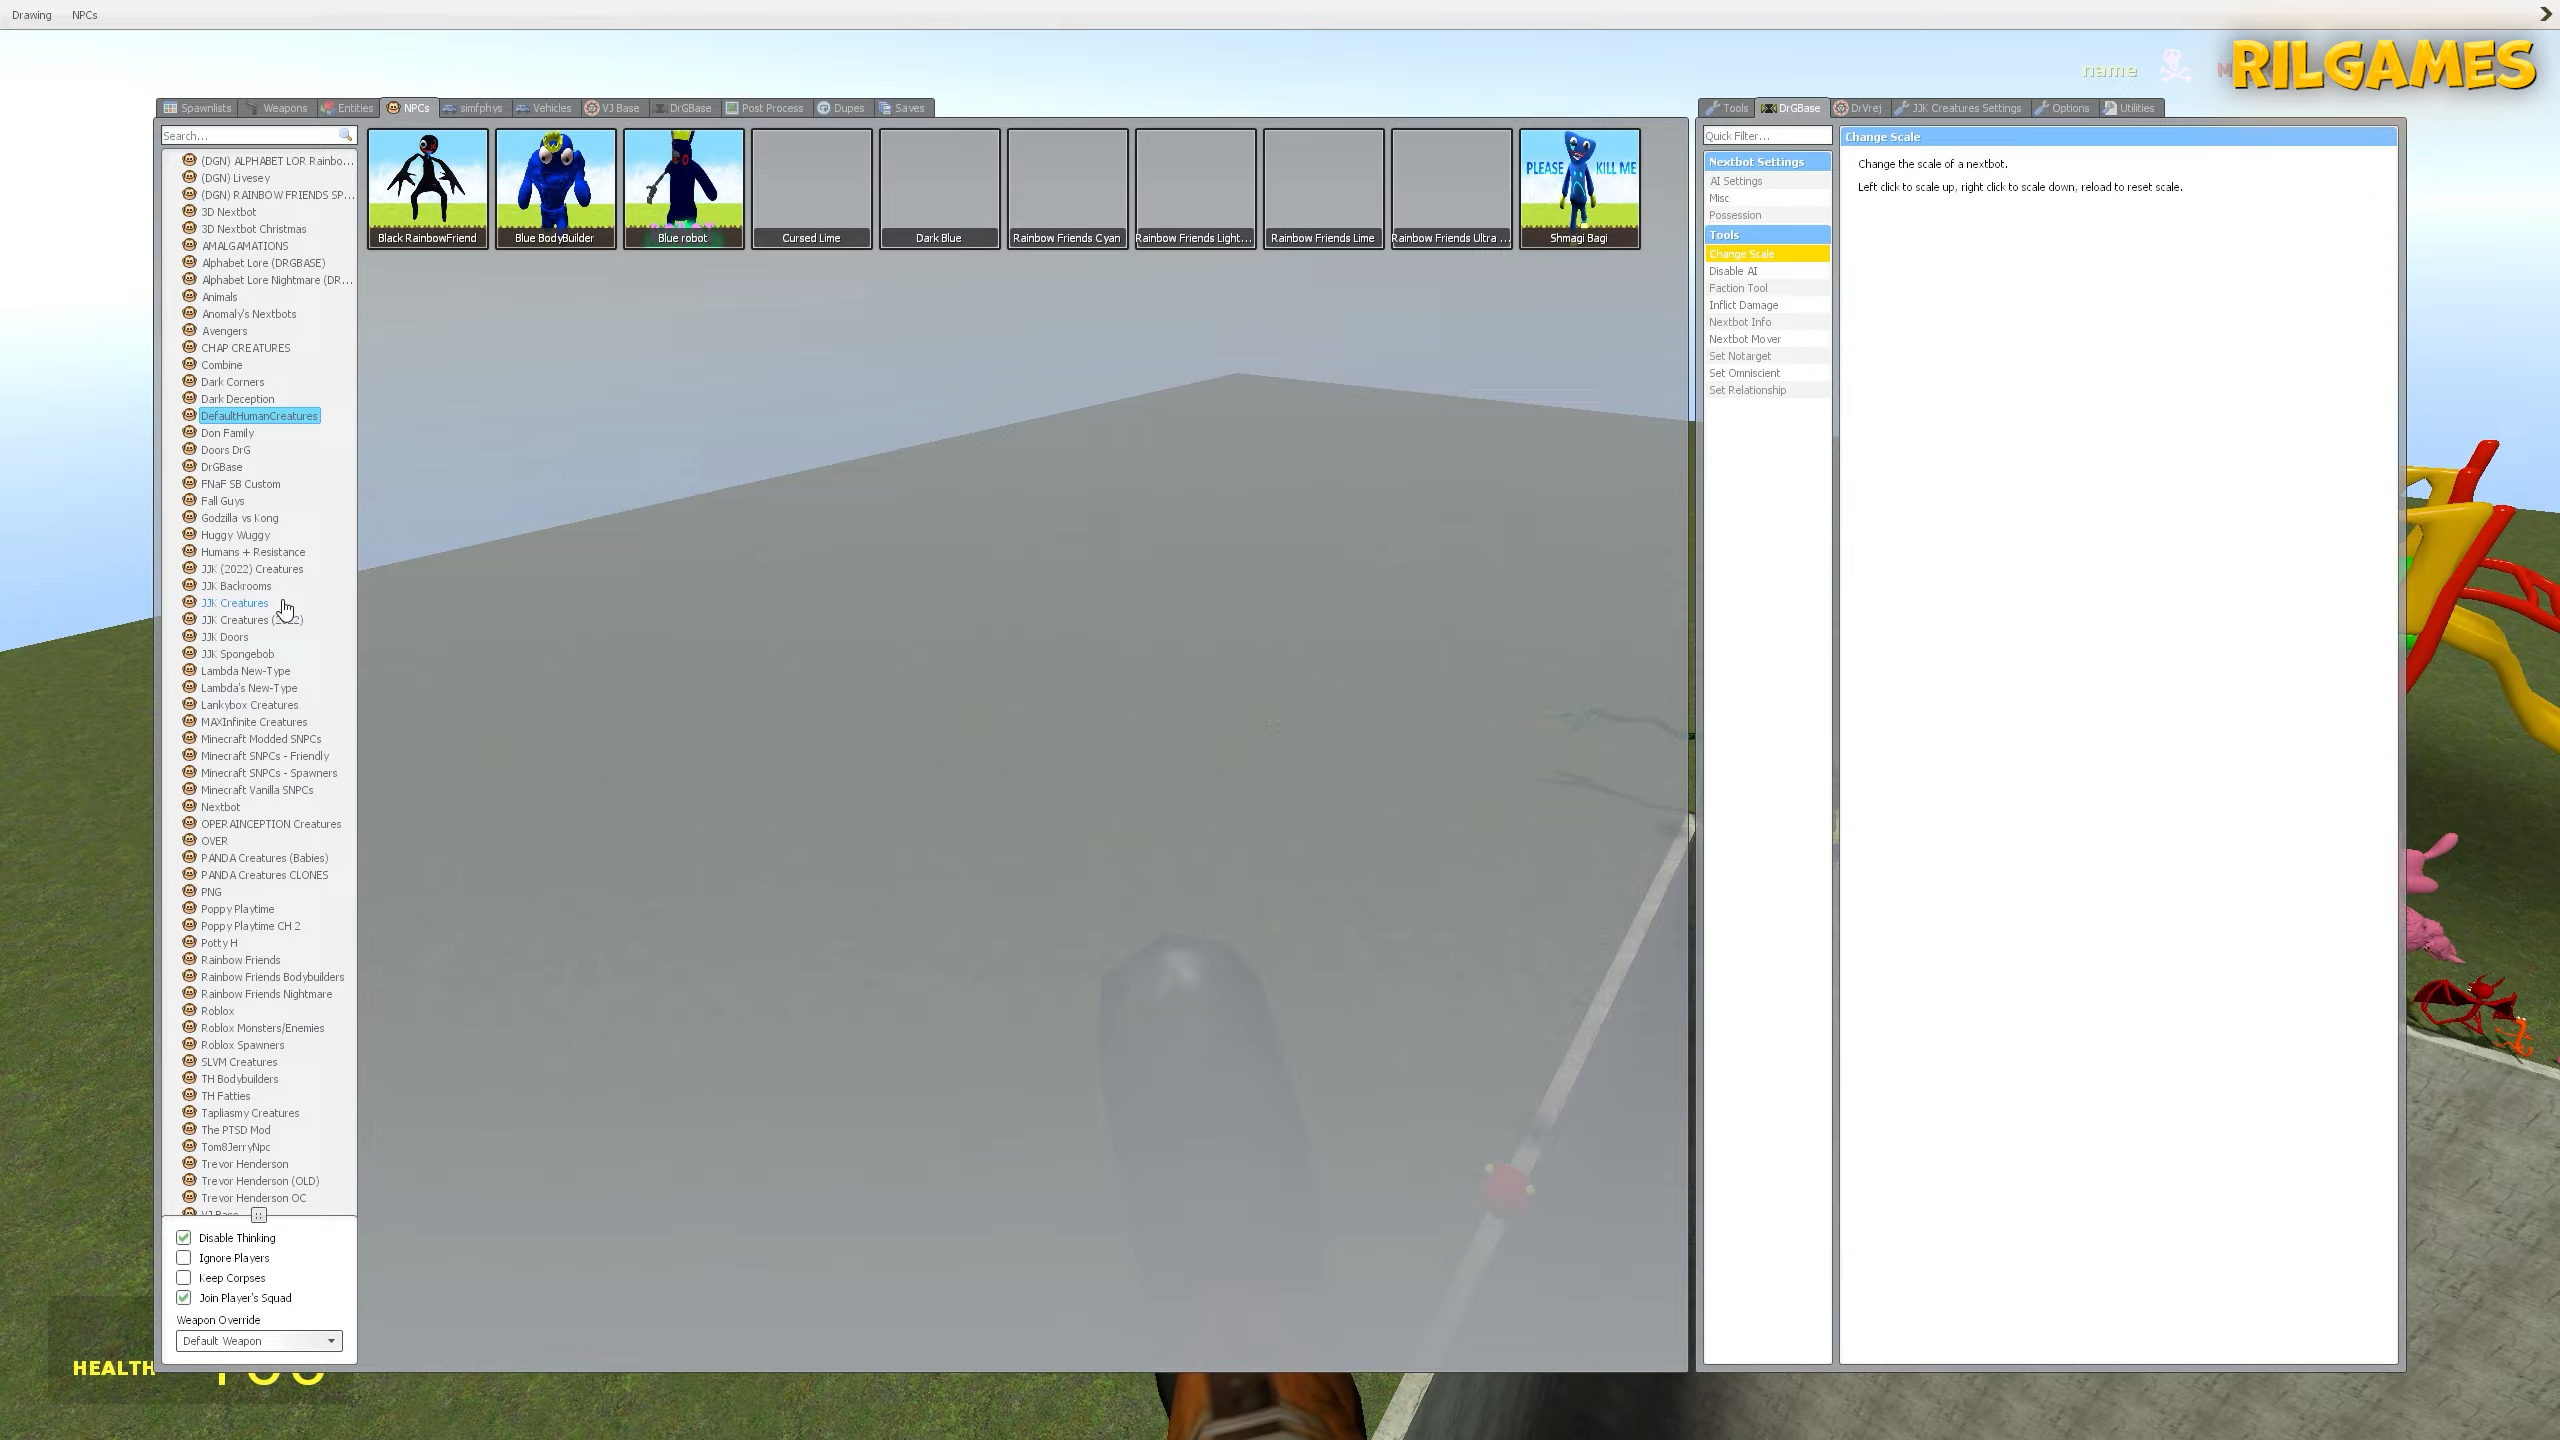 Drawing NPCs
RILGAMES
name
Spawnlists Weapons Entities NPCs simfphys Vehicles VJ Base DrGBase Post Process Dupes Saves
Tools DrGBase DrVrej JJK Creatures Settings Options Utilities
Search...
(DGN) ALPHABET LOR Rainbo...
(DGN) Livesey
(DGN) RAINBOW FRIENDS SP...
3D Nextbot
3D Nextbot Christmas
AMALGAMATIONS
Alphabet Lore (DRGBASE)
Alphabet Lore Nightmare (DR...
Animals
Anomaly's Nextbots
Avengers
CHAP CREATURES
Combine
Dark Corners
Dark Deception
DefaultHumanCreatures
Don Family
Doors DrG
DrGBase
FNaF SB Custom
Fall Guys
Godzilla vs Kong
Huggy Wuggy
Humans + Resistance
JJK (2022) Creatures
JJK Backrooms
JJK Creatures
JJK Creatures (2022)
JJK Doors
JJK Spongebob
Lambda New-Type
Lambda's New-Type
Lankybox Creatures
MAXInfinite Creatures
Minecraft Modded SNPCs
Minecraft SNPCs - Friendly
Minecraft SNPCs - Spawners
Minecraft Vanilla SNPCs
Nextbot
OPERAINCEPTION Creatures
OVER
PANDA Creatures (Babies)
PANDA Creatures CLONES
PNG
Poppy Playtime
Poppy Playtime CH 2
Potty H
Rainbow Friends
Rainbow Friends Bodybuilders
Rainbow Friends Nightmare
Roblox
Roblox Monsters/Enemies
Roblox Spawners
SLVM Creatures
TH Bodybuilders
TH Fatties
Tapliasmy Creatures
The PTSD Mod
Tom8JerryNpc
Trevor Henderson
Trevor Henderson (OLD)
Trevor Henderson OC
VJ Base
Disable Thinking
Ignore Players
Keep Corpses
Join Player's Squad
Weapon Override
Default Weapon
HEALTH 100
PLEASE KILL ME
Black RainbowFriend Blue BodyBuilder Blue robot Cursed Lime Dark Blue Rainbow Friends Cyan Rainbow Friends Light... Rainbow Friends Lime Rainbow Friends Ultra ... Shmagi Bagi
Quick Filter...
Nextbot Settings
AI Settings
Misc
Possession
Tools
Change Scale
Disable AI
Faction Tool
Inflict Damage
Nextbot Info
Nextbot Mover
Set Notarget
Set Omniscient
Set Relationship
Change Scale
Change the scale of a nextbot.
Left click to scale up, right click to scale down, reload to reset scale.